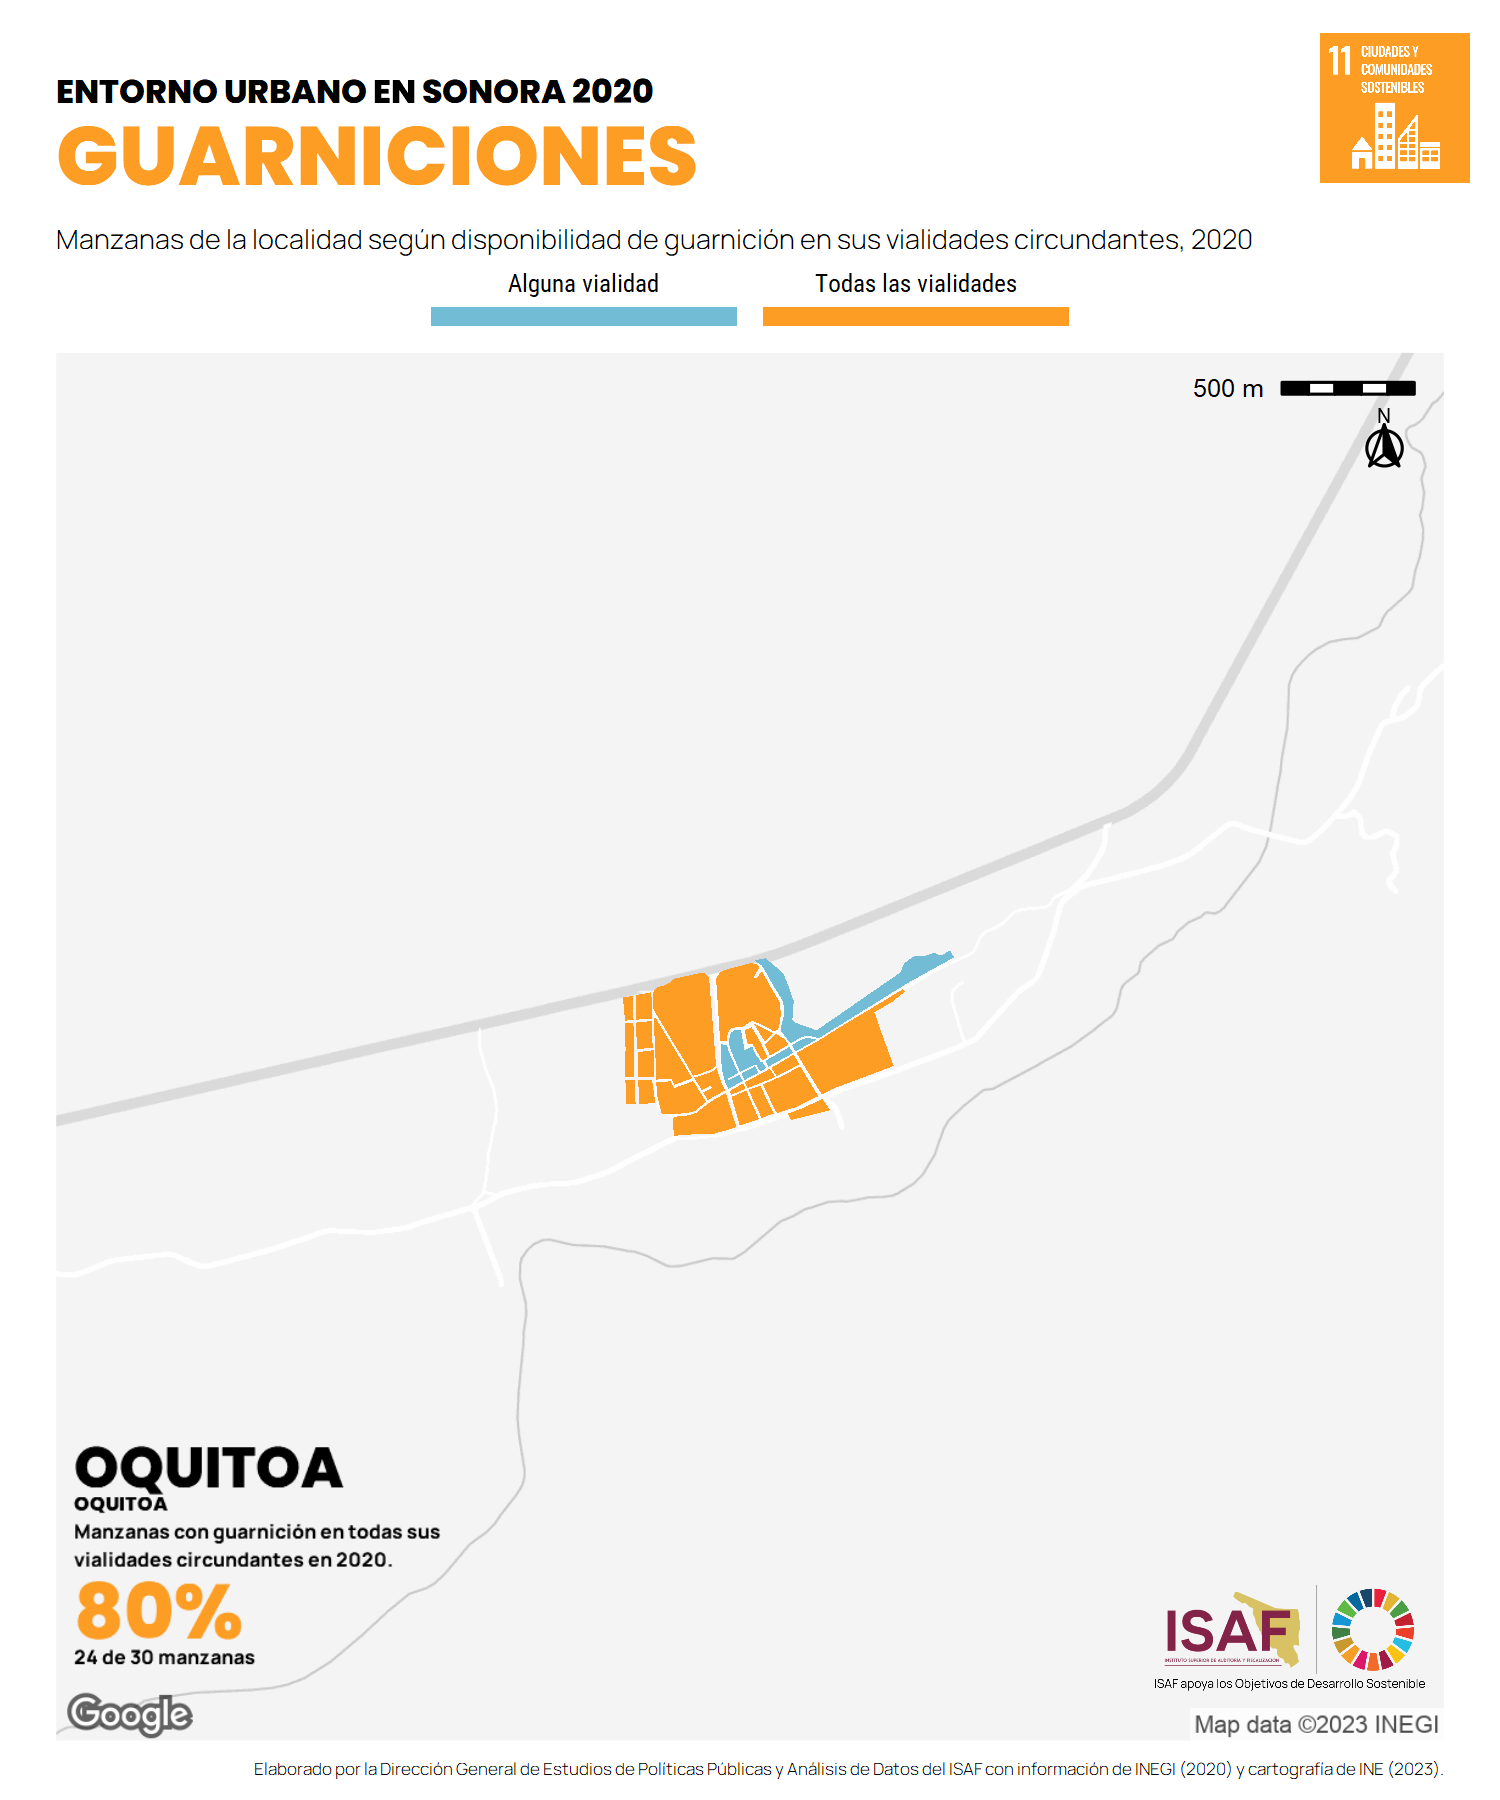 ENTORNO URBANO EN SONORA 2020
GUARNICIONES
11 CIUDADES Y
COMUNIDADES
SOSTENIBLES
Manzanas de la localidad según disponibilidad de guarnición en sus vialidades circundantes, 2020
Alguna vialidad
Todas las vialidades
500 m
N
OQUITOA
OQUITOA
Manzanas con guarnición en todas sus
vialidades circundantes en 2020.
80%
24 de 30 manzanas
Google
ISAF
INSTITUTO SUPERIOR DE AUDITORÍA Y FISCALIZACIÓN
ISAF apoya los Objetivos de Desarrollo Sostenible
Map data ©2023 INEGI
Elaborado por la Dirección General de Estudios de Políticas Públicas y Análisis de Datos del ISAF con información de INEGI (2020) y cartografía de INE (2023).